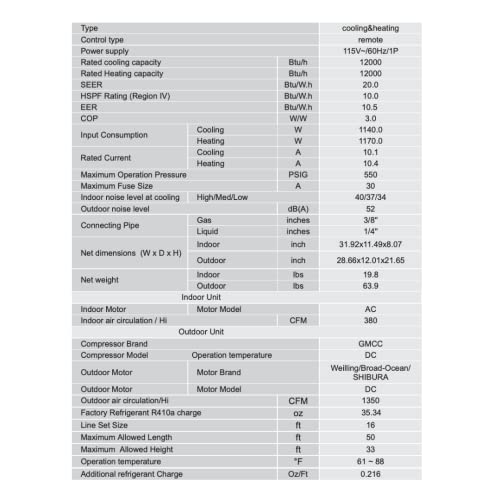 Type cooling&heating
Control type remote
Power supply 115V~/60Hz/1P
Rated cooling capacity Btu/h 12000
Rated Heating capacity Btu/h 12000
SEER Btu/W.h 20.0
HSPF Rating (Region IV) Btu/W.h 10.0
EER Btu/W.h 10.5
COP W/W 3.0
Input Consumption Cooling W 1140.0
Heating W 1170.0
Rated Current Cooling A 10.1
Heating A 10.4
Maximum Operation Pressure PSIG 550
Maximum Fuse Size A 30
Indoor noise level at cooling High/Med/Low 40/37/34
Outdoor noise level dB(A) 52
Connecting Pipe Gas inches 3/8"
Liquid inches 1/4"
Net dimensions (W x D x H) Indoor inch 31.92x11.49x8.07
Outdoor inch 28.66x12.01x21.65
Net weight Indoor lbs 19.8
Outdoor lbs 63.9
Indoor Unit
Indoor Motor Motor Model AC
Indoor air circulation / Hi CFM 380
Outdoor Unit
Compressor Brand GMCC
Compressor Model Operation temperature DC
Outdoor Motor Motor Brand Weilling/Broad-Ocean/
SHIBURA
Outdoor Motor Motor Model DC
Outdoor air circulation/Hi CFM 1350
Factory Refrigerant R410a charge oz 35.34
Line Set Size ft 16
Maximum Allowed Length ft 50
Maximum Allowed Height ft 33
Operation temperature °F 61 ~ 88
Additional refrigerant Charge Oz/Ft 0.216